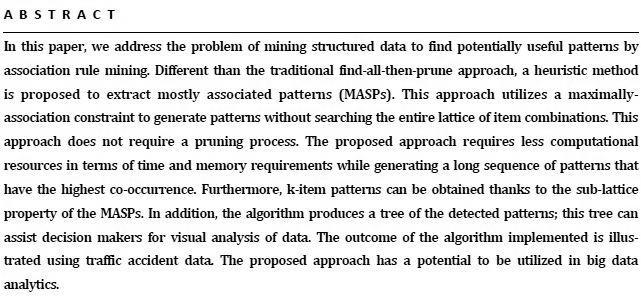 A B S T R A C T
In this paper, we address the problem of mining structured data to find potentially useful patterns by
association rule mining. Different than the traditional find-all-then-prune approach, a heuristic method
is proposed to extract mostly associated patterns (MASPs). This approach utilizes a maximally-
association constraint to generate patterns without searching the entire lattice of item combinations. This
approach does not require a pruning process. The proposed approach requires less computational
resources in terms of time and memory requirements while generating a long sequence of patterns that
have the highest co-occurrence. Furthermore, k-item patterns can be obtained thanks to the sub-lattice
property of the MASPs. In addition, the algorithm produces a tree of the detected patterns; this tree can
assist decision makers for visual analysis of data. The outcome of the algorithm implemented is illus-
trated using traffic accident data. The proposed approach has a potential to be utilized in big data
analytics.